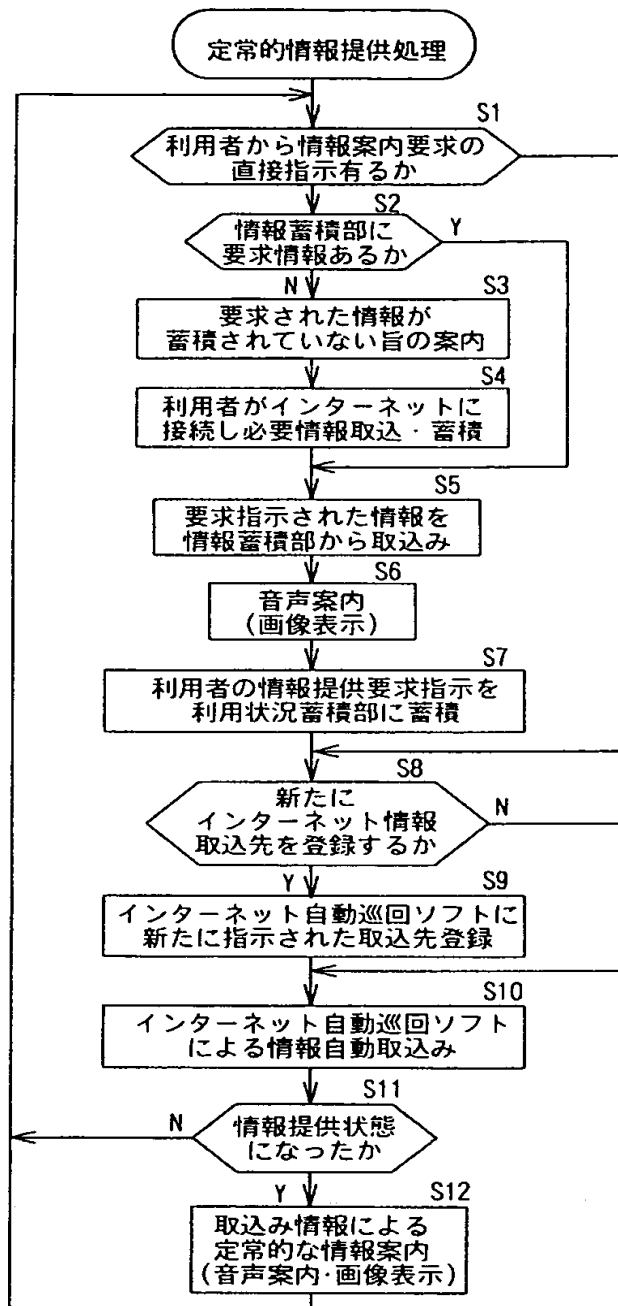 定常的情報提供処理
S1
利用者から情報案内要求の
直接指示有るか
S2
情報蓄積部に
要求情報あるか
Y
N
S3
要求された情報が
蓄積されていない旨の案内
S4
利用者がインターネットに
接続し必要情報取込・蓄積
S5
要求指示された情報を
情報蓄積部から取込み
S6
音声案内
(画像表示)
S7
利用者の情報提供要求指示を
利用状況蓄積部に蓄積
S8
新たに
インターネット情報
取込先を登録するか
N
Y
S9
インターネット自動巡回ソフトに
新たに指示された取込先登録
S10
インターネット自動巡回ソフト
による情報自動取込み
S11
N
情報提供状態
になったか
Y
S12
取込み情報による
定常的な情報案内
(音声案内・画像表示)